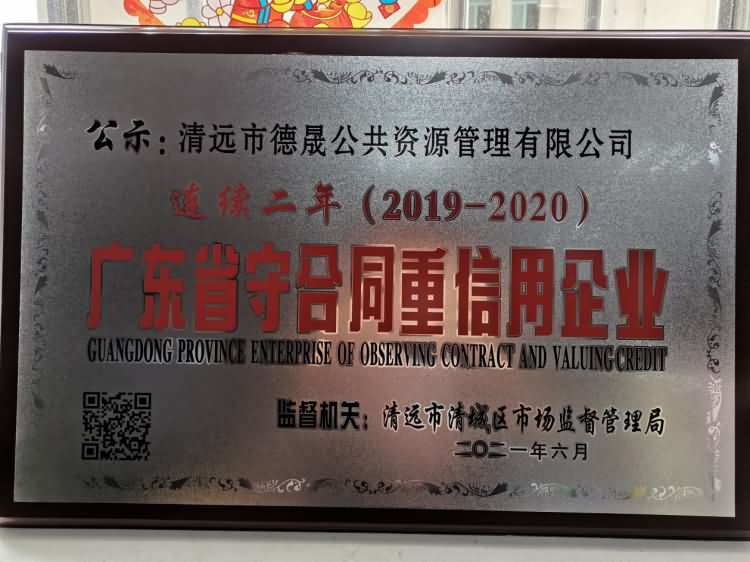 公示：清远市德晟公共资源管理有限公司
连续二年（2019-2020）
广东省守合同重信用企业
GUANGDONG PROVINCE ENTERPRISE OF OBSERVING CONTRACT AND VALUING CREDIT
监督机关：清远市清城区市场监督管理局
二〇二一年六月